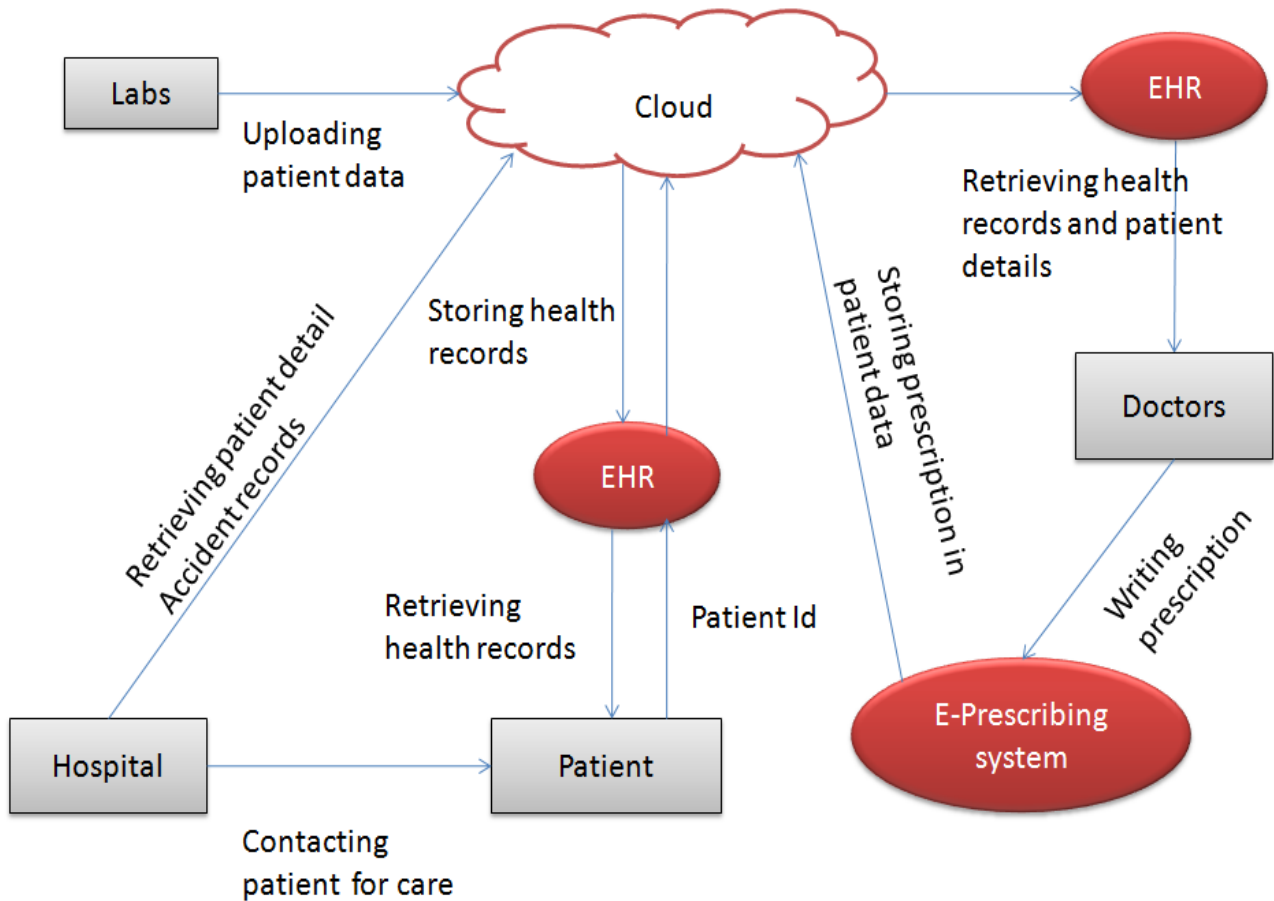 Labs
Cloud
EHR
Uploading
patient data
Retrieving health
records and patient
details
Storing health
records
Storing prescription in
patient data
Retrieving patient detail
Accident records
Doctors
EHR
Writing
prescription
Retrieving
health records
Patient Id
E-Prescribing
system
Hospital
Patient
Contacting
patient for care